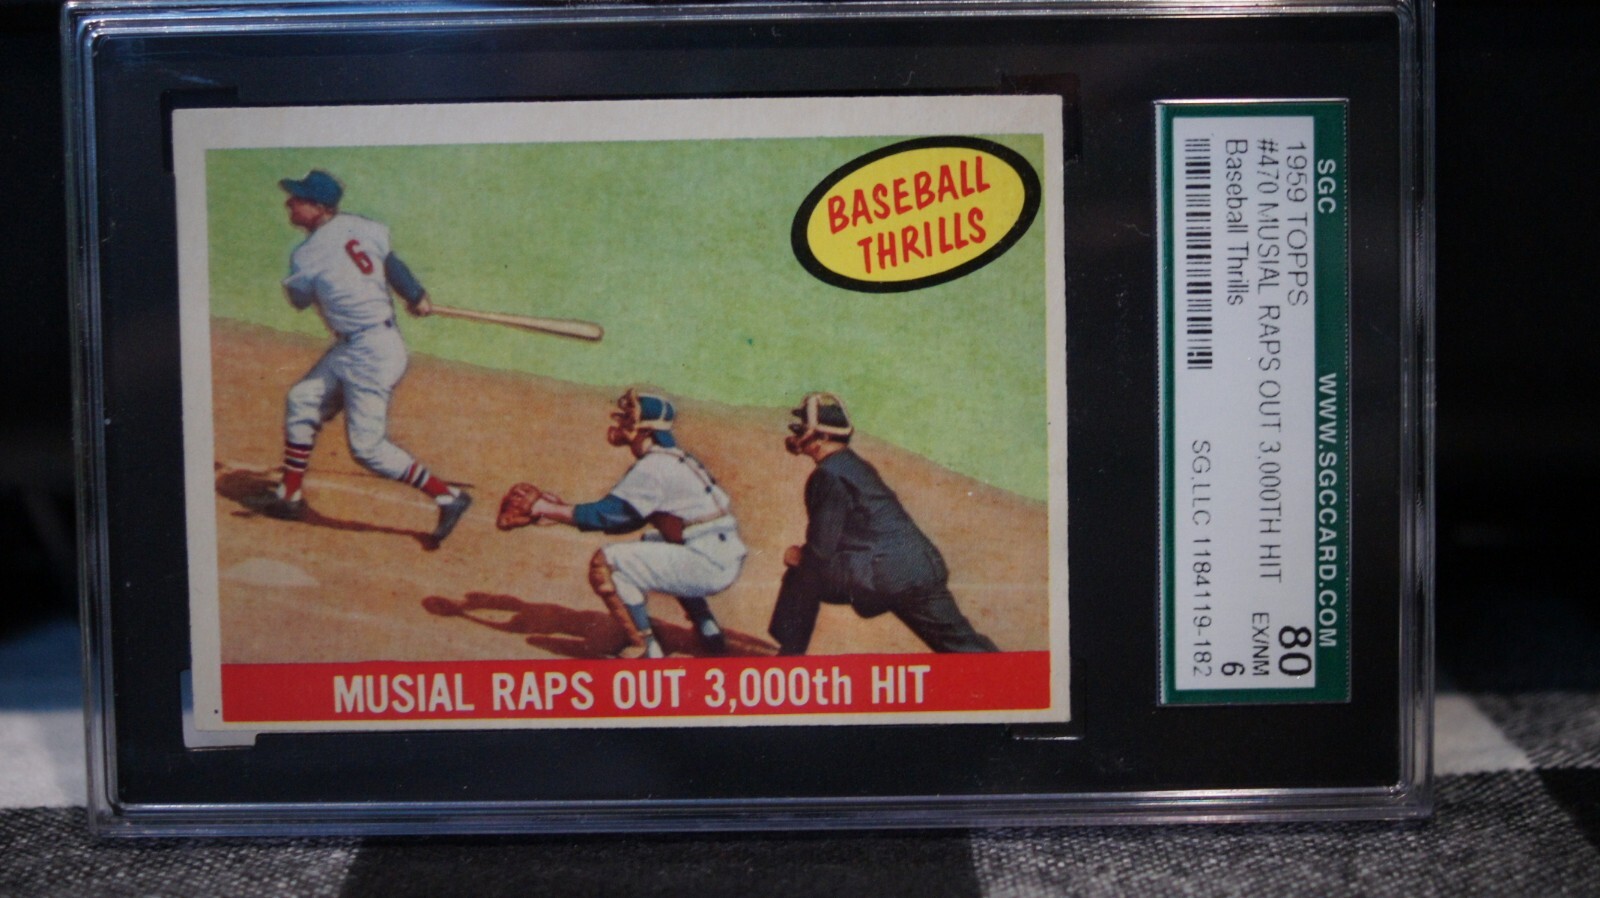 BASEBALL
THRILLS
6
MUSIAL RAPS OUT 3,000th HIT
SGC WWW.SGCCARD.COM
1959 TOPPS 80
#470 MUSIAL RAPS OUT 3,000TH HIT EX/NM
Baseball Thrills 6
SG.LLC 1184119-182